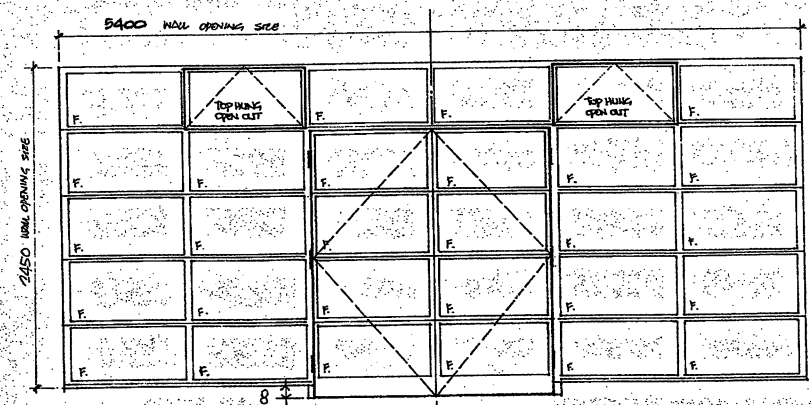 5400 WALL OPENING SIZE
2450 WALL OPENING SIZE
TOP HUNG
OPEN OUT
TOP HUNG
OPEN OUT
F. F. F. F.
F. F. F. F. F. F.
F. F. F. F. F. F.
F. F. F. F. F. F.
F. F. F. F. F. F.
8